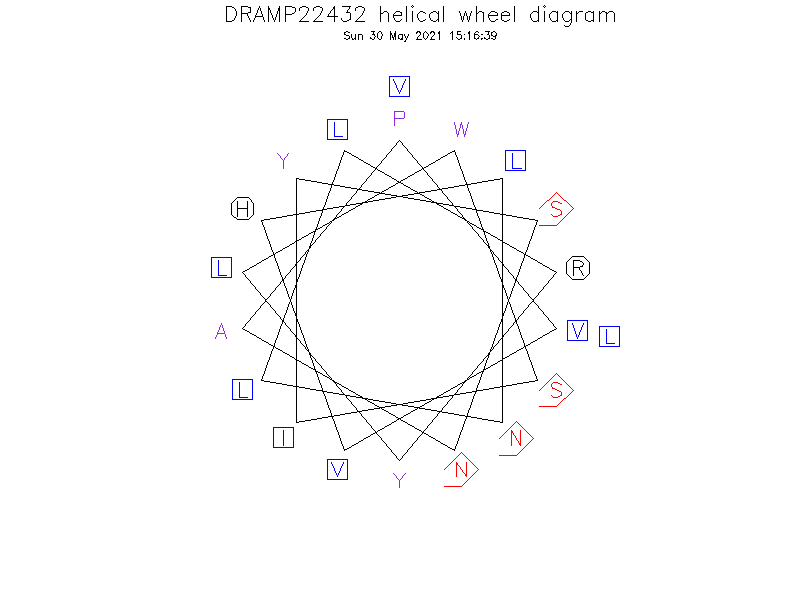 DRAMP22432 helical wheel diagram
Sun 30 May 2021 15:16:39
V
P
L W
Y L
H S
L R
A V L
L S
I N
V N
Y